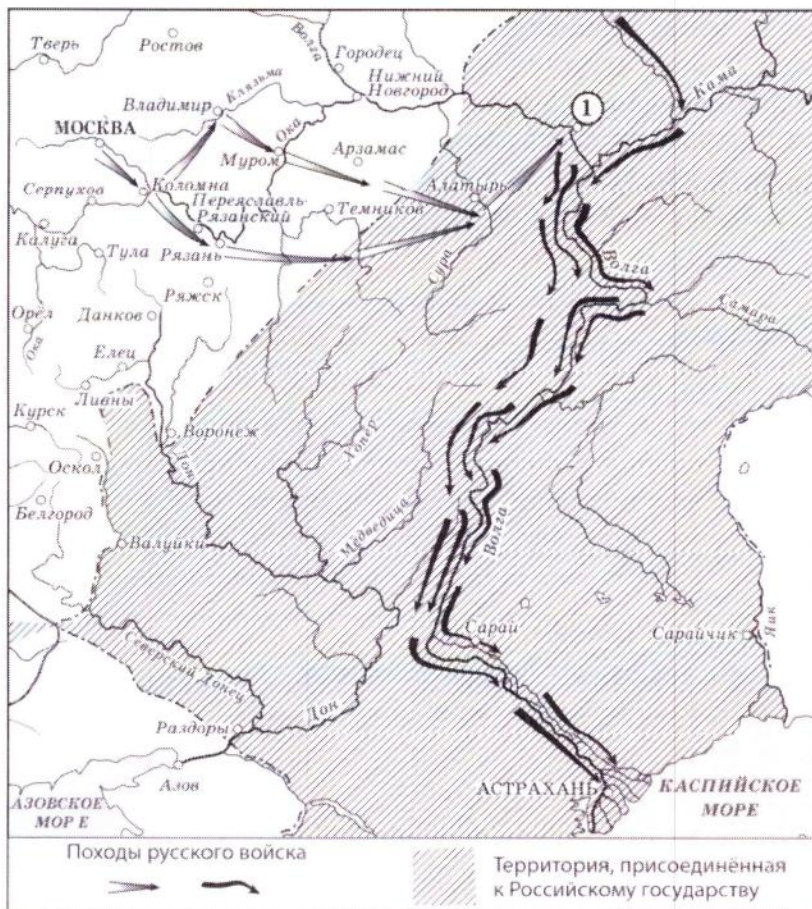 Тверь
Ростов
Волга
Городец
Нижний
Новгород
Кама
Владимир
Клязьма
1
МОСКВА
Ока
Муром
Арзамас
Коломна
Серпухов
Переяславль-
Рязанский
Алатырь
Темников
Калуга
Тула
Рязань
Сура
Волга
Ряжск
Самара
Орёл
Данков
Ока
Елец
Ливны
Курск
Воронеж
Хопёр
Оскол
Дон
Белгород
Медведица
Волга
Валуйки
Сарай
Сарайчик
Яик
Северский Донец
Дон
Раздоры
Азов
АСТРАХАНЬ
КАСПИЙСКОЕ
МОРЕ
АЗОВСКОЕ
МОРЕ
Походы русского войска
Территория, присоединённая
к Российскому государству